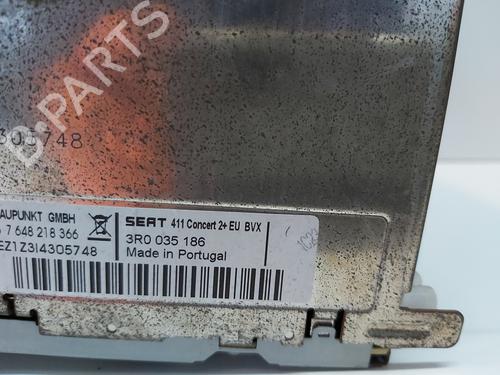 B-PARTS
301748
AUPUNKT GMBH
7 648 218 366
EZ1Z3I4305748
SEAT 411 Concert 2+ EU BVX
3R0 035 186
Made in Portugal